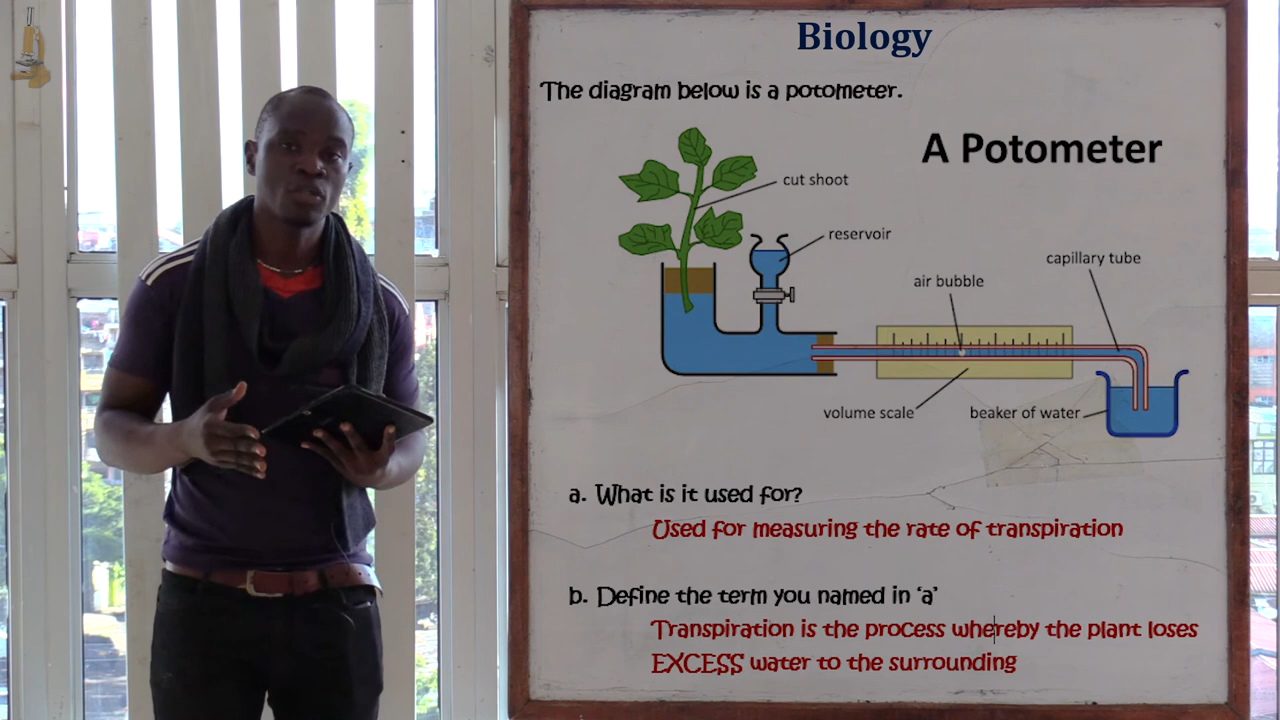 Biology
The diagram below is a potometer.
A Potometer
cut shoot
reservoir
capillary tube
air bubble
volume scale
beaker of water
a. What is it used for?
Used for measuring the rate of transpiration
b. Define the term you named in ‘a’
Transpiration is the process whereby the plant loses
EXCESS water to the surrounding